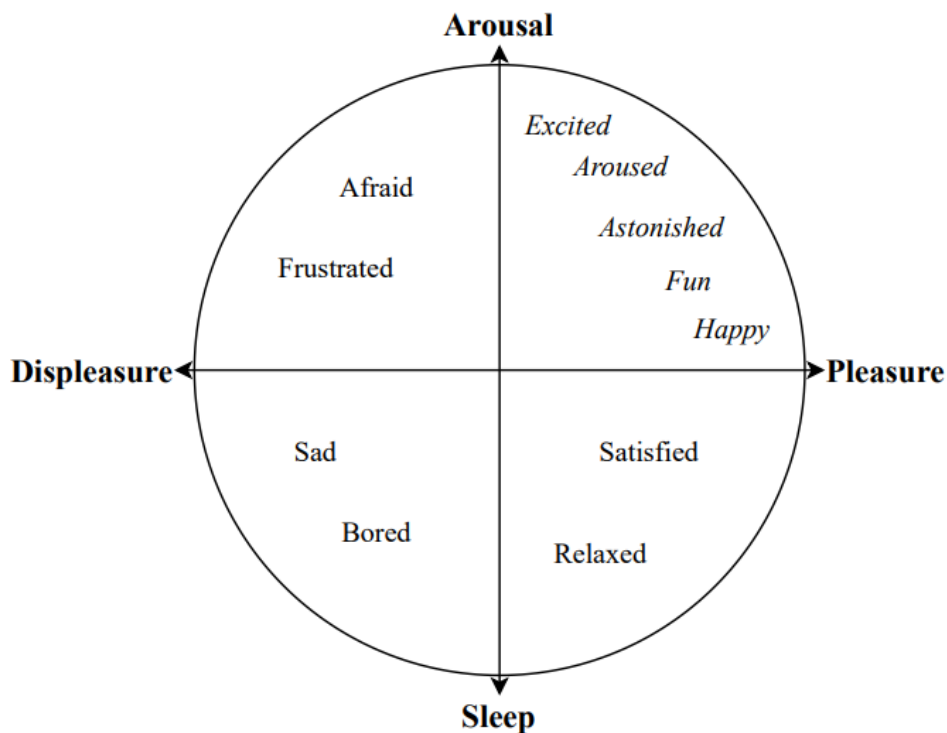 Arousal
Excited
Aroused
Afraid
Astonished
Frustrated
Fun
Happy
Displeasure
Pleasure
Sad
Satisfied
Bored
Relaxed
Sleep